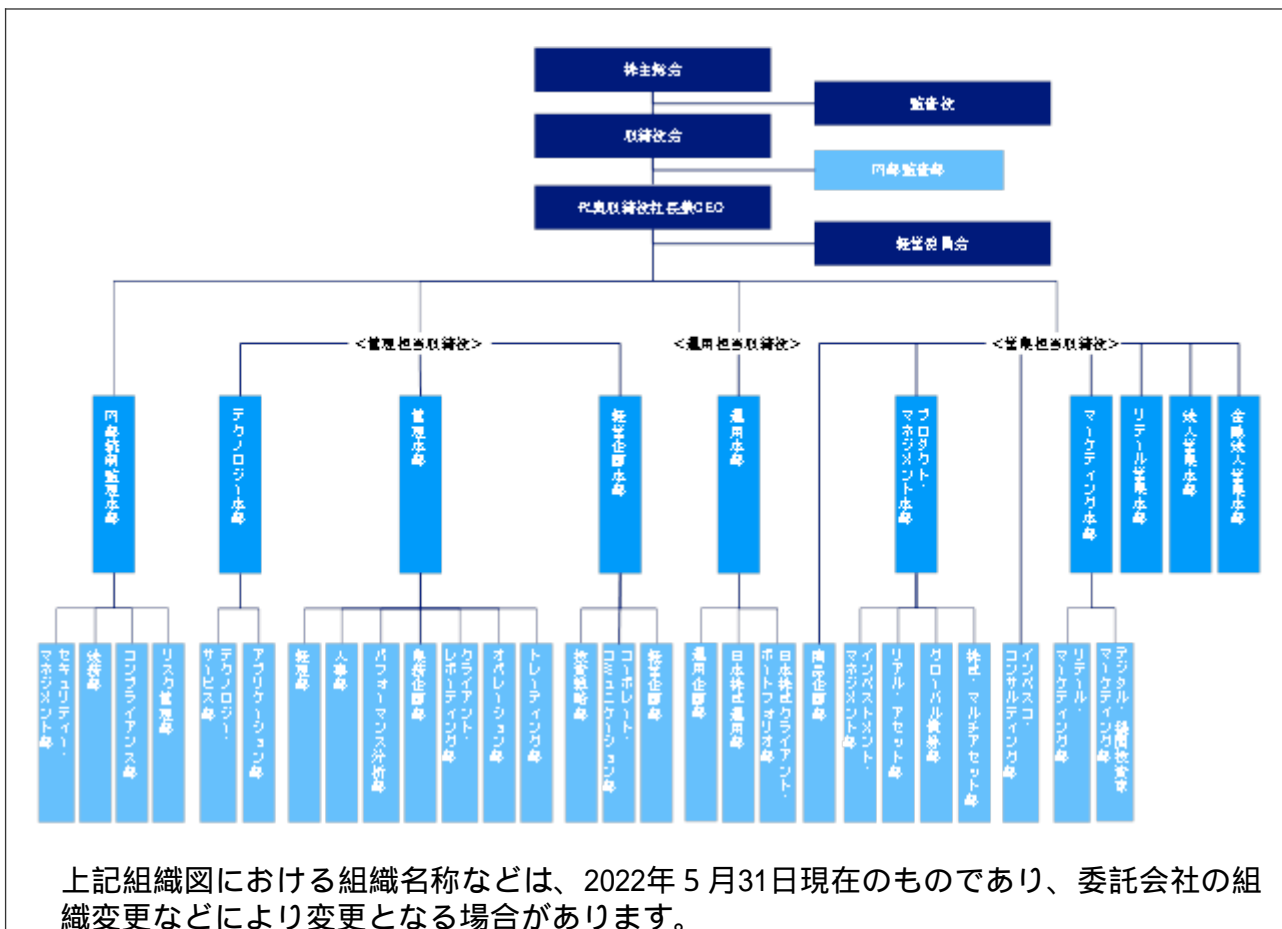 株主総会
監査役
取締役会
内部監査部
代表取締役社長兼CEO
経営委員会
<管理担当取締役>
<運用担当取締役>
<営業担当取締役>
内部統制監理本部
テクノロジー本部
管理本部
経営企画本部
運用本部
プロダクト・
マネジメント本部
マーケティング本部
リテール営業本部
法人営業本部
金融法人営業本部
セキュリティー・
マネジメント部
法務部
コンプライアンス部
リスク管理部
テクノロジー・
サービス部
アプリケーション部
経理部
人事部
パフォーマンス分析部
業務企画部
クライアント・
レポーティング部
オペレーション部
トレーディング部
政策戦略部
コーポレート・
コミュニケーション部
経営企画部
運用企画部
日本株式運用部
日本株式クライアント・
ポートフォリオ部
商品企画部
インベストメント・
マネジメント部
リアル・アセット部
グローバル債券部
株式・マルチアセット部
インベスコ・
コンサルティング部
リテール・
マーケティング部
デジタル・機関投資家
マーケティング部
上記組織図における組織名称などは、2022年5月31日現在のものであり、委託会社の組
織変更などにより変更となる場合があります。